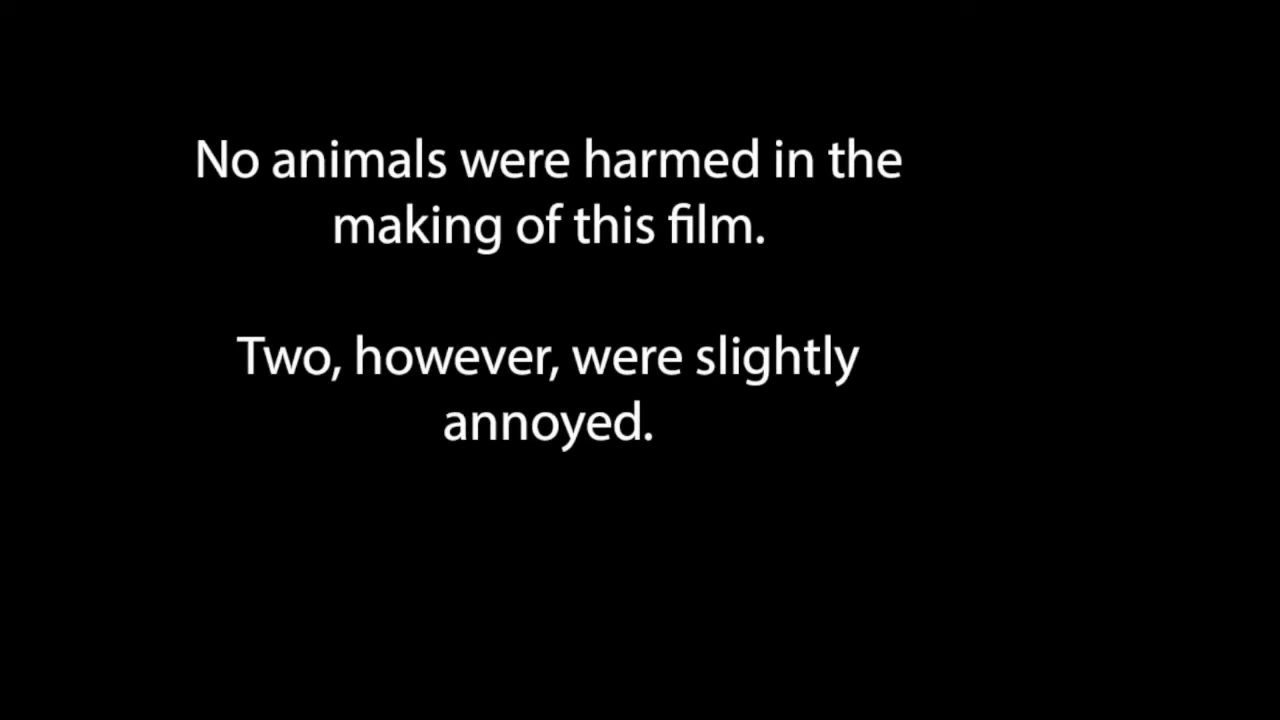 No animals were harmed in the
making of this film.
Two, however, were slightly
annoyed.